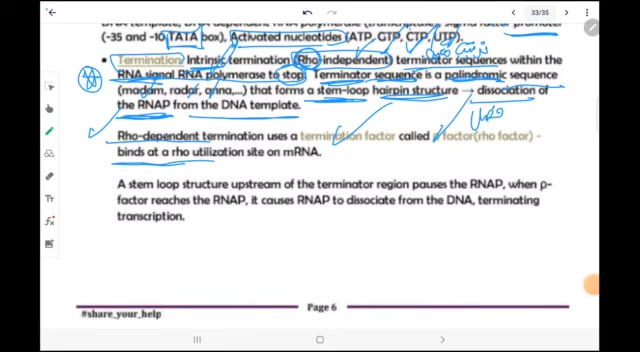 DNA template, DNA-dependent RNA polymerase (transcriptase) sigma factor promoter
(-35 and -10 TATA box), Activated nucleotides (ATP, GTP, CTP, UTP).
33/35
• Termination: Intrinsic termination (Rho-independent) terminator sequences within the
RNA signal RNA polymerase to stop. Terminator sequence is a palindromic sequence
(madam, radar, anna,...) that forms a stem-loop hairpin structure → dissociation of
the RNAP from the DNA template.
Rho-dependent termination uses a termination factor called ρ factor(rho factor) -
binds at a rho utilization site on mRNA.
A stem loop structure upstream of the terminator region pauses the RNAP, when ρ-
factor reaches the RNAP, it causes RNAP to dissociate from the DNA, terminating
transcription.
Page 6
#share_your_help